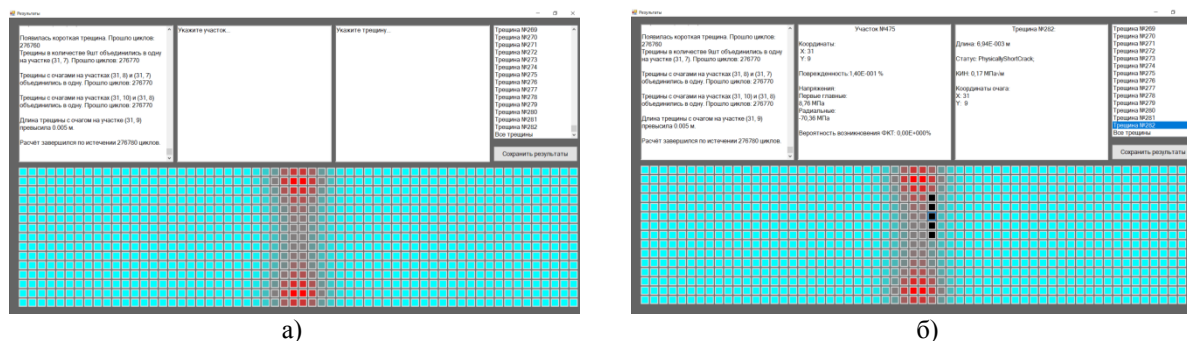 Результаты
Появилась короткая трещина. Прошло циклов:
276760
Трещины в количестве 9шт объединились в одну
на участке (31, 7). Прошло циклов: 276770
Трещины с очагами на участках (31, 8) и (31, 7)
объединились в одну. Прошло циклов: 276770
Трещины с очагами на участках (31, 10) и (31, 8)
объединились в одну. Прошло циклов: 276770
Длина трещины с очагом на участке (31, 9)
превысила 0.005 м.
Расчёт завершился по истечении 276780 циклов.
Укажите участок...
Укажите трещину...
Трещина №269
Трещина №270
Трещина №271
Трещина №272
Трещина №273
Трещина №274
Трещина №275
Трещина №276
Трещина №277
Трещина №278
Трещина №279
Трещина №280
Трещина №281
Трещина №282
Все трещины
Сохранить результаты
а)
Результаты
Появилась короткая трещина. Прошло циклов:
276760
Трещины в количестве 9шт объединились в одну
на участке (31, 7). Прошло циклов: 276770
Трещины с очагами на участках (31, 8) и (31, 7)
объединились в одну. Прошло циклов: 276770
Трещины с очагами на участках (31, 10) и (31, 8)
объединились в одну. Прошло циклов: 276770
Длина трещины с очагом на участке (31, 9)
превысила 0.005 м.
Расчёт завершился по истечении 276780 циклов.
Участок №475
Координаты:
X: 31
Y: 9
Поврежденность:1,40E-001 %
Напряжения:
Первые главные:
8,76 МПа
Радиальные:
-70,36 МПа
Вероятность возникновения ФКТ: 0,00E+000%
Трещина №282
Длина: 6,94E-003 м
Статус: PhysicallyShortCrack,
КИН: 0,17 МПа√м
Координаты очага:
X: 31
Y: 9
Трещина №269
Трещина №270
Трещина №271
Трещина №272
Трещина №273
Трещина №274
Трещина №275
Трещина №276
Трещина №277
Трещина №278
Трещина №279
Трещина №280
Трещина №281
Трещина №282
Все трещины
Сохранить результаты
б)